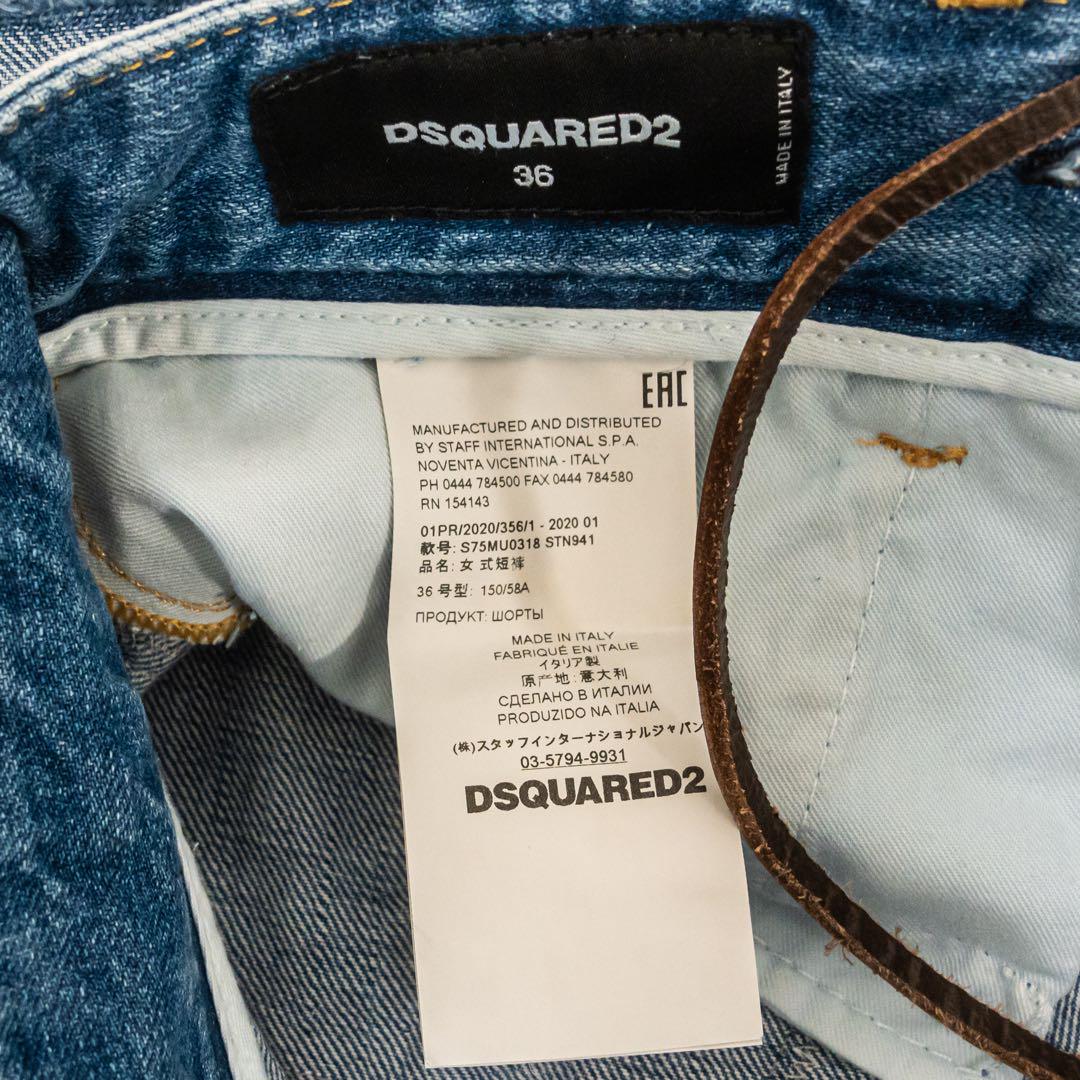 DSQUARED2
36
MADE IN ITALY
EAC
MANUFACTURED AND DISTRIBUTED
BY STAFF INTERNATIONAL S.P.A.
NOVENTA VICENTINA - ITALY
PH 0444 784500 FAX 0444 784580
RN 154143
01PR/2020/356/1 - 2020 01
款号: S75MU0318 STN941
品名: 女 式短裤
36 号型: 150/58A
ПРОДУКТ: ШОРТЫ
MADE IN ITALY
FABRIQUÉ EN ITALIE
イタリア製
原产地: 意大利
СДЕЛАНО В ИТАЛИИ
PRODUZIDO NA ITALIA
(株)スタッフインターナショナルジャパン
03-5794-9931
DSQUARED2